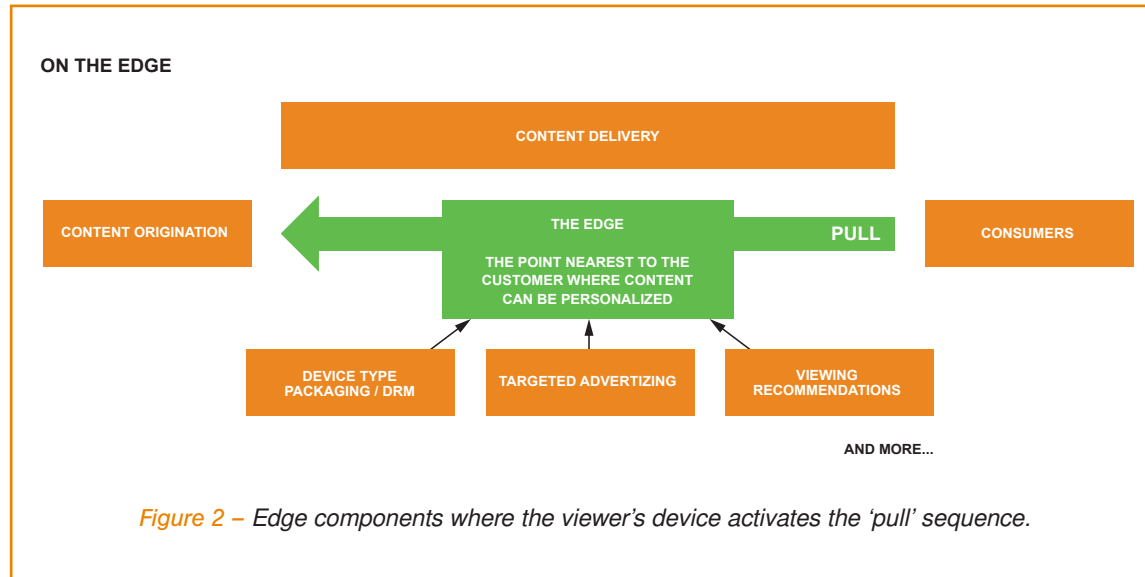 ON THE EDGE
CONTENT DELIVERY
CONTENT ORIGINATION
THE EDGE
THE POINT NEAREST TO THE
CUSTOMER WHERE CONTENT
CAN BE PERSONALIZED
PULL
CONSUMERS
DEVICE TYPE
PACKAGING / DRM
TARGETED ADVERTIZING
VIEWING
RECOMMENDATIONS
AND MORE...
Figure 2 – Edge components where the viewer’s device activates the ‘pull’ sequence.